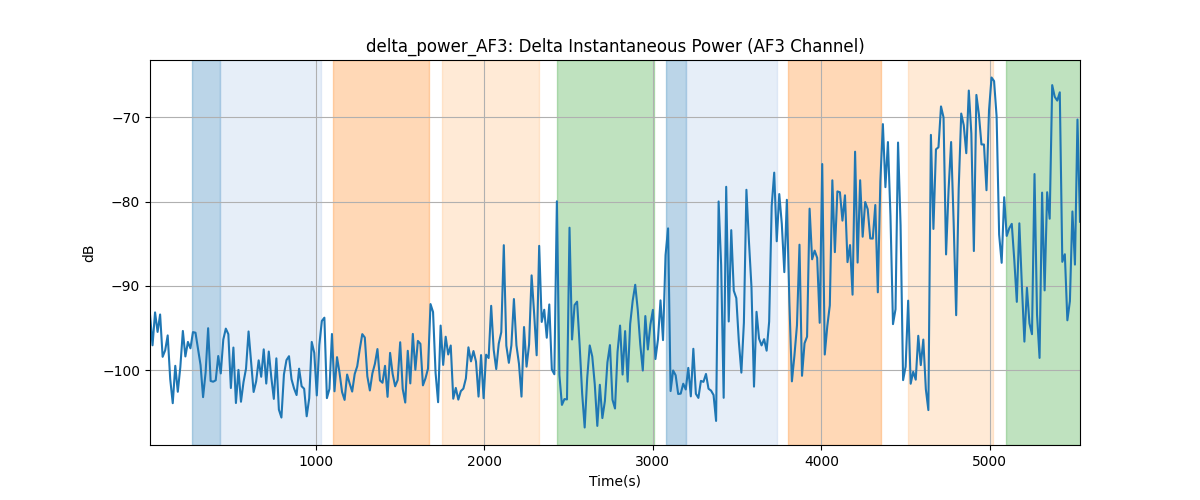 delta_power_AF3: Delta Instantaneous Power (AF3 Channel)
−70
−80
−90
−100
dB
1000 2000 3000 4000 5000
Time(s)